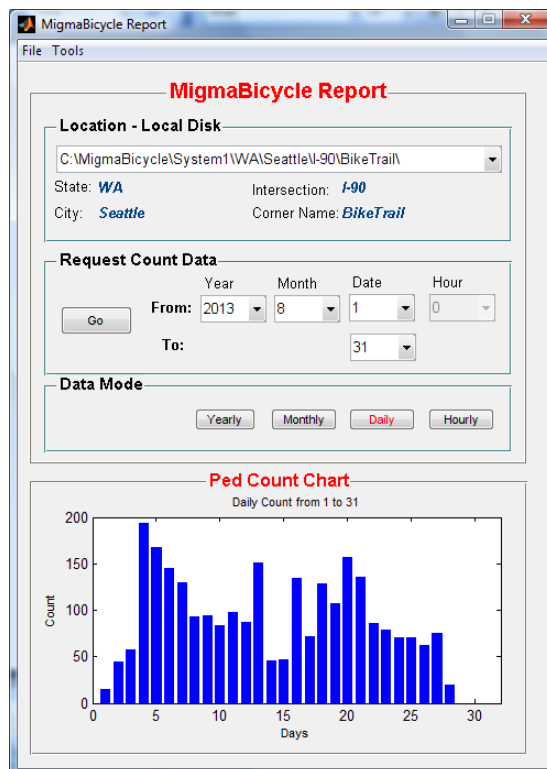 MigmaBicycle Report
File Tools
MigmaBicycle Report
Location - Local Disk
C:\MigmaBicycle\System1\WA\Seattle\I-90\BikeTrail\
State: WA Intersection: I-90
City: Seattle Corner Name: BikeTrail
Request Count Data
Year Month Date Hour
Go From: 2013 8 1 0
To: 31
Data Mode
Yearly Monthly Daily Hourly
Ped Count Chart
Daily Count from 1 to 31
200
150
100
50
0
Count
0 5 10 15 20 25 30
Days